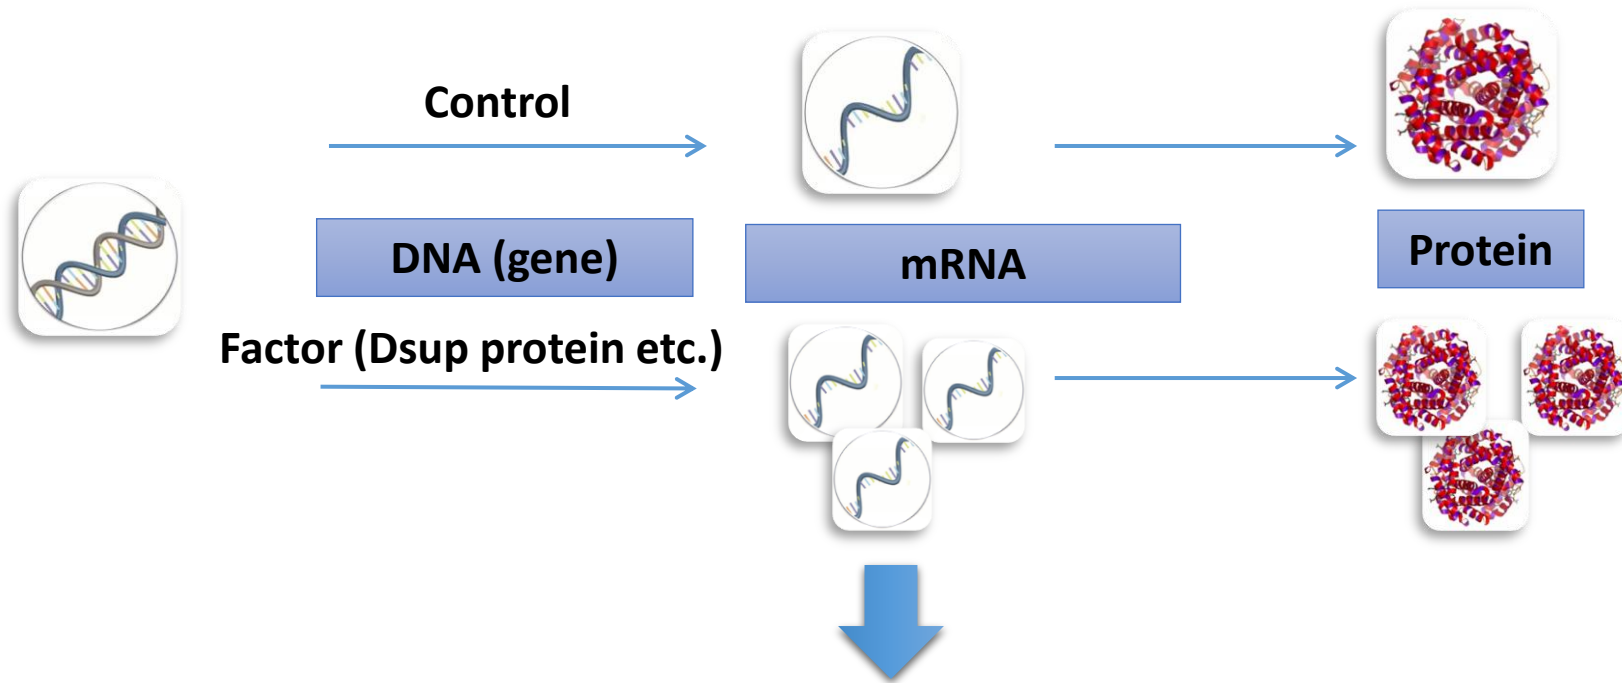 Control
DNA (gene)
mRNA
Protein
Factor (Dsup protein etc.)